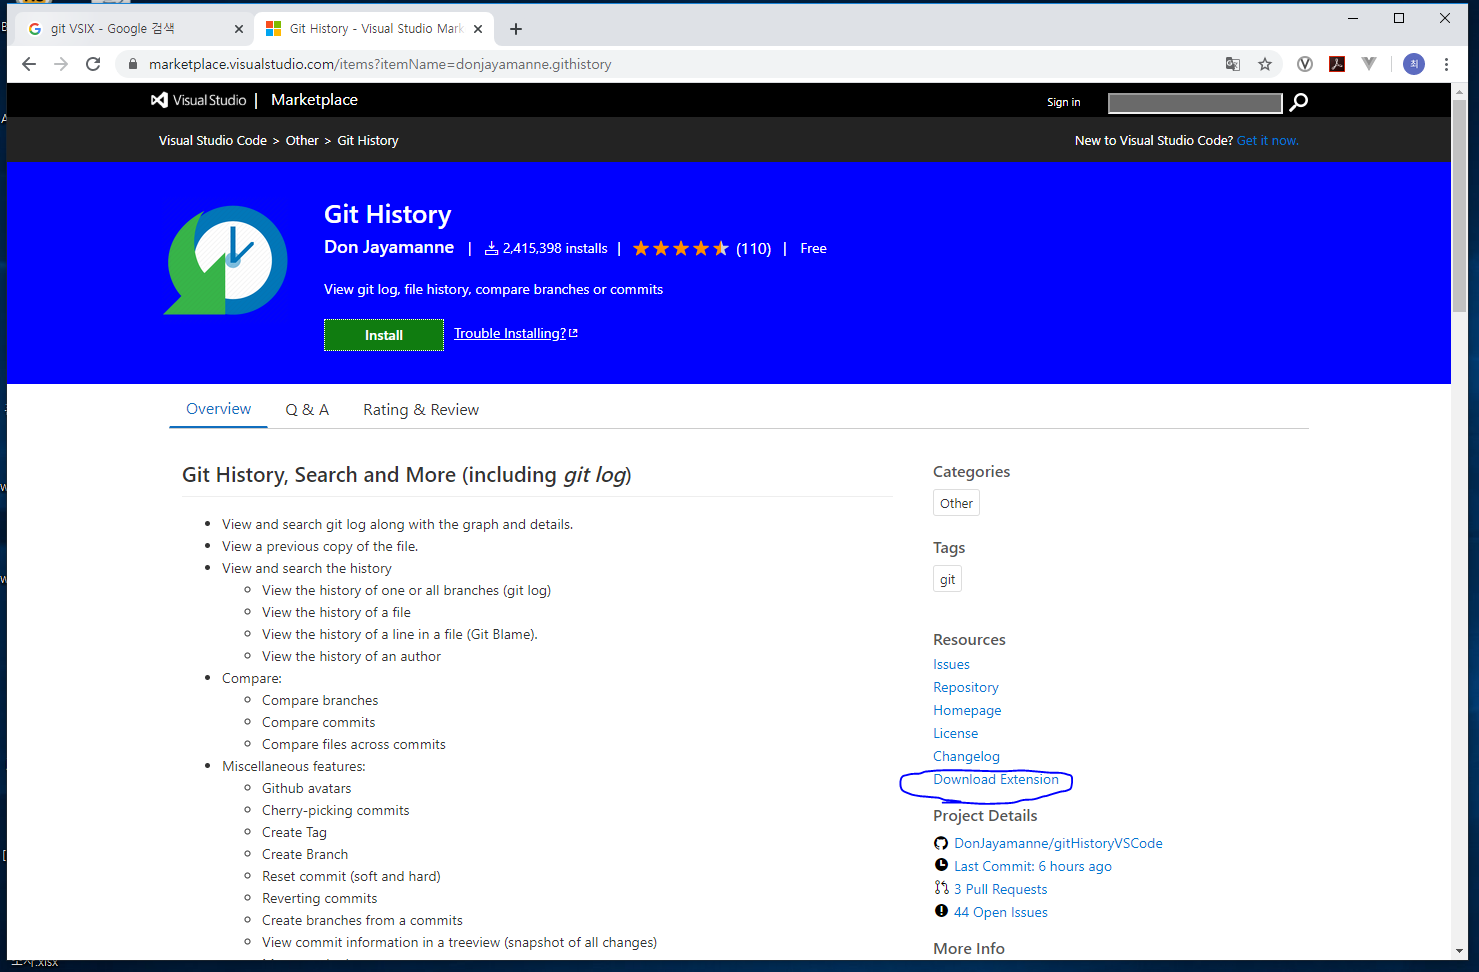 git VSIX - Google 검색
Git History - Visual Studio Mark
marketplace.visualstudio.com/items?itemName=donjayamanne.githistory
최
Visual Studio | Marketplace
Sign in
Visual Studio Code > Other > Git History
New to Visual Studio Code? Get it now.
Git History
Don Jayamanne | 2,415,398 installs | (110) | Free
View git log, file history, compare branches or commits
Install
Trouble Installing?
Overview
Q & A
Rating & Review
Git History, Search and More (including git log)
View and search git log along with the graph and details.
View a previous copy of the file.
View and search the history
View the history of one or all branches (git log)
View the history of a file
View the history of a line in a file (Git Blame).
View the history of an author
Compare:
Compare branches
Compare commits
Compare files across commits
Miscellaneous features:
Github avatars
Cherry-picking commits
Create Tag
Create Branch
Reset commit (soft and hard)
Reverting commits
Create branches from a commits
View commit information in a treeview (snapshot of all changes)
Categories
Other
Tags
git
Resources
Issues
Repository
Homepage
License
Changelog
Download Extension
Project Details
DonJayamanne/gitHistoryVSCode
Last Commit: 6 hours ago
3 Pull Requests
44 Open Issues
More Info